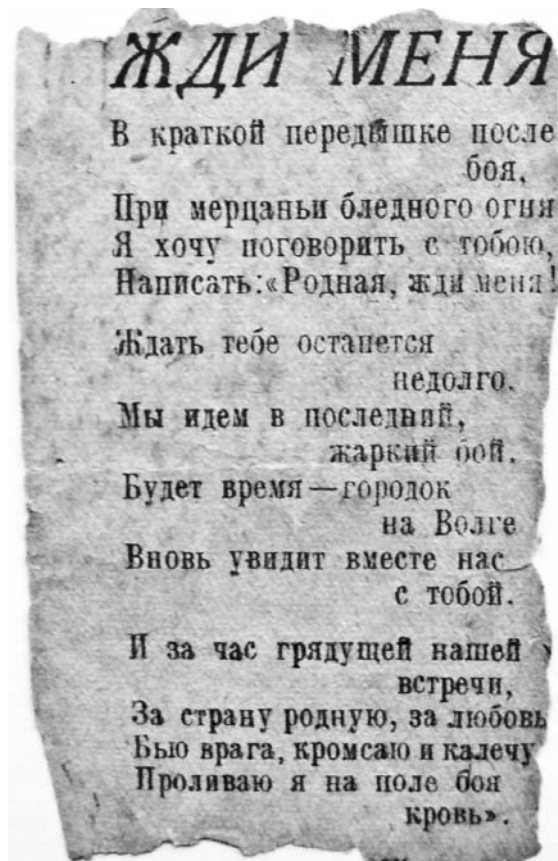 ЖДИ МЕНЯ
В краткой передышке после
боя,
При мерцаньи бледного огня
Я хочу поговорить с тобою,
Написать:«Родная, жди меня!
Ждать тебе останется
недолго.
Мы идем в последний,
жаркий бой.
Будет время—городок
на Волге
Вновь увидит вместе нас
с тобой.
И за час грядущей нашей
встречи,
За страну родную, за любовь
Бью врага, кромсаю и калечу
Проливаю я на поле боя
кровь».